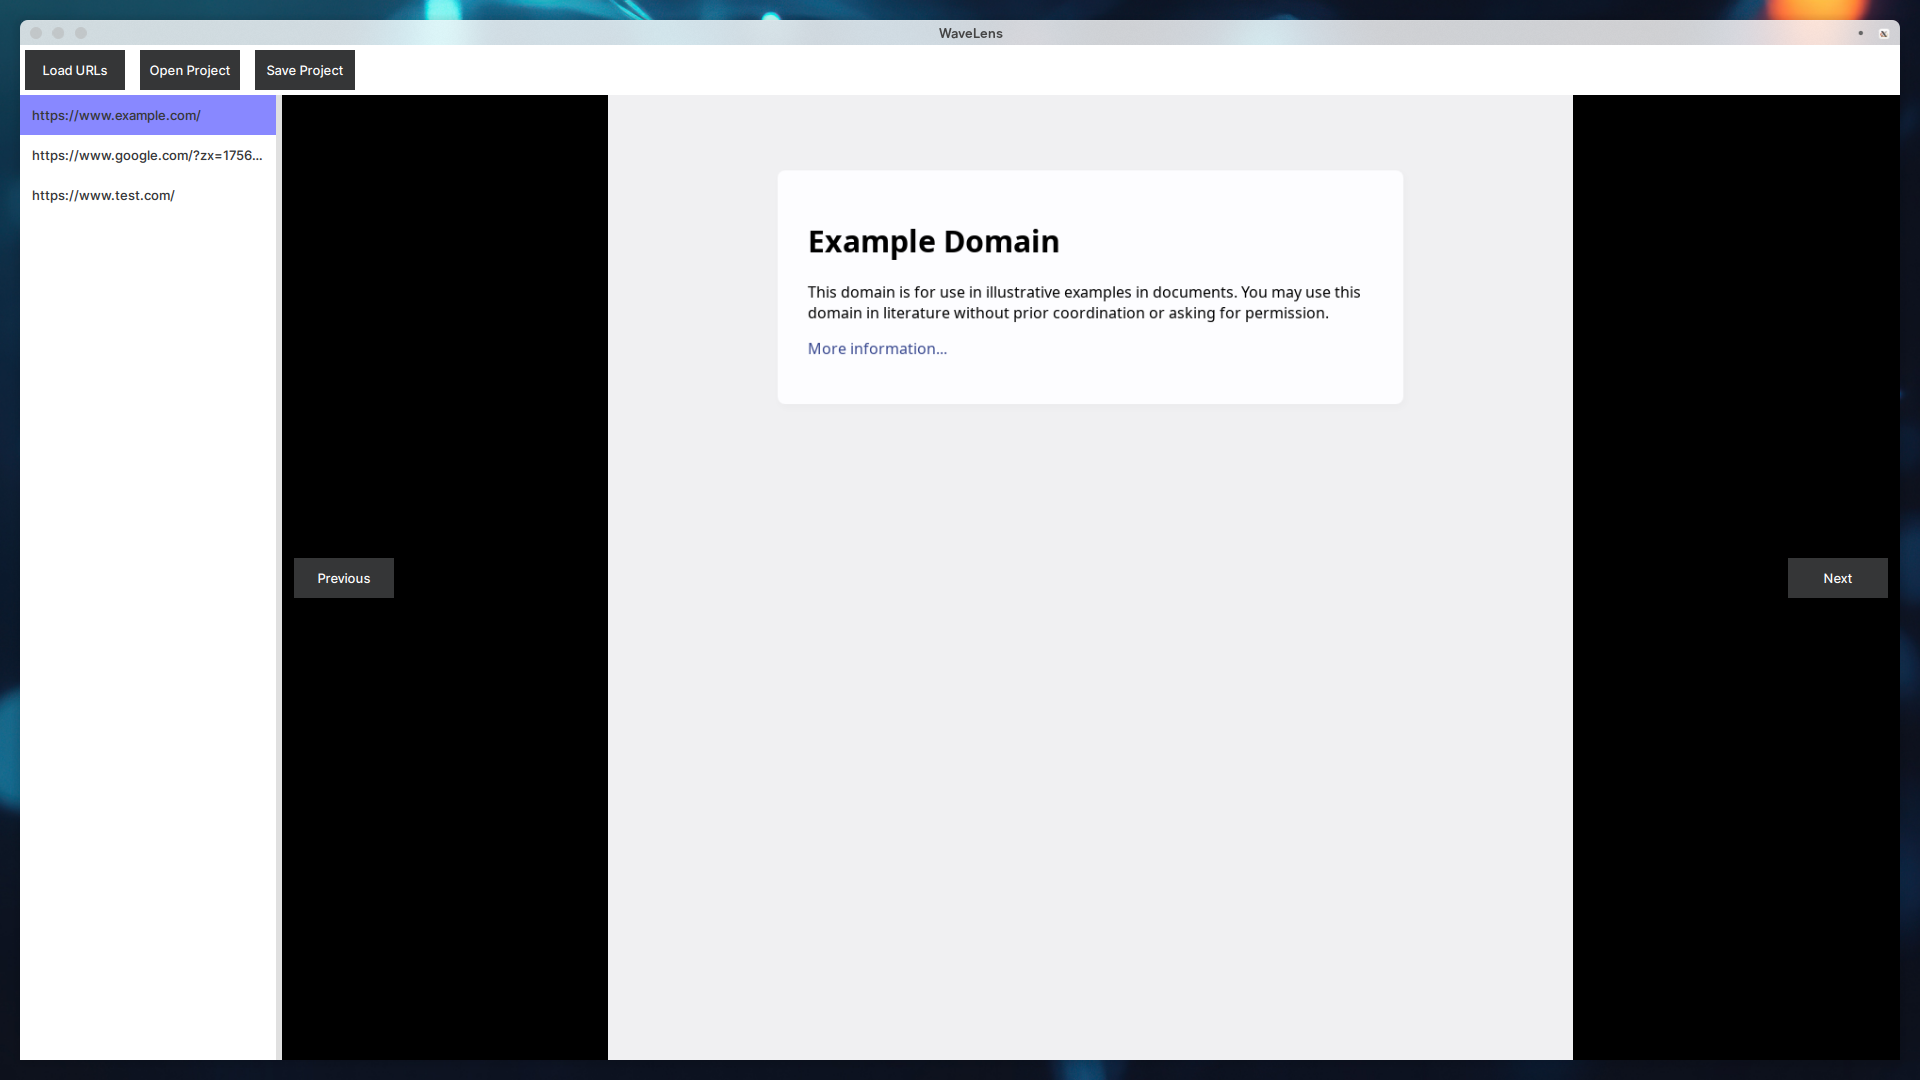 WaveLens
Load URLs
Open Project
Save Project
https://www.example.com/
https://www.google.com/?zx=1756...
https://www.test.com/
Example Domain
This domain is for use in illustrative examples in documents. You may use this
domain in literature without prior coordination or asking for permission.
More information...
Previous
Next